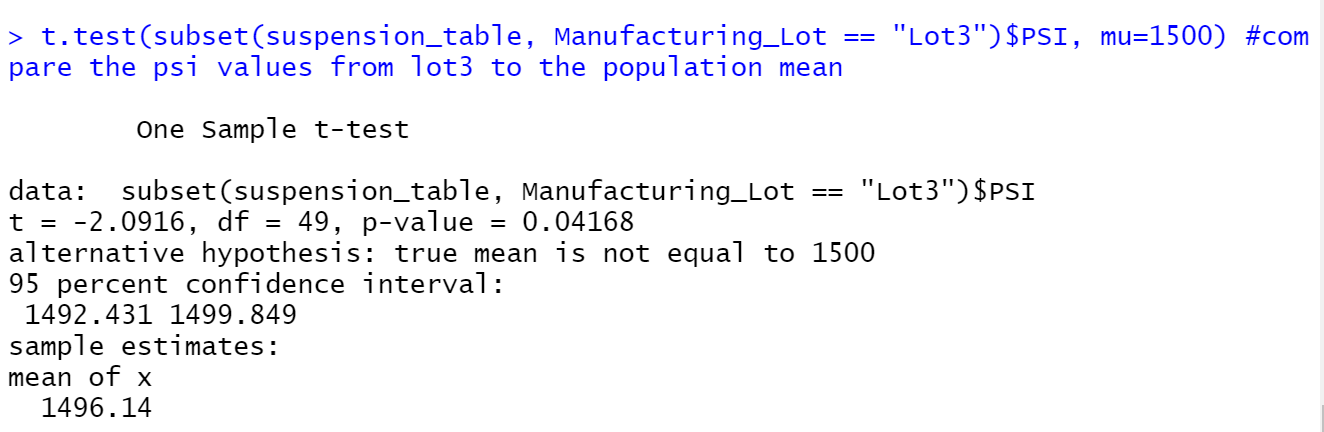 > t.test(subset(suspension_table, Manufacturing_Lot == "Lot3")$PSI, mu=1500) #com
pare the psi values from lot3 to the population mean
One Sample t-test
data:  subset(suspension_table, Manufacturing_Lot == "Lot3")$PSI
t = -2.0916, df = 49, p-value = 0.04168
alternative hypothesis: true mean is not equal to 1500
95 percent confidence interval:
1492.431 1499.849
sample estimates:
mean of x
1496.14